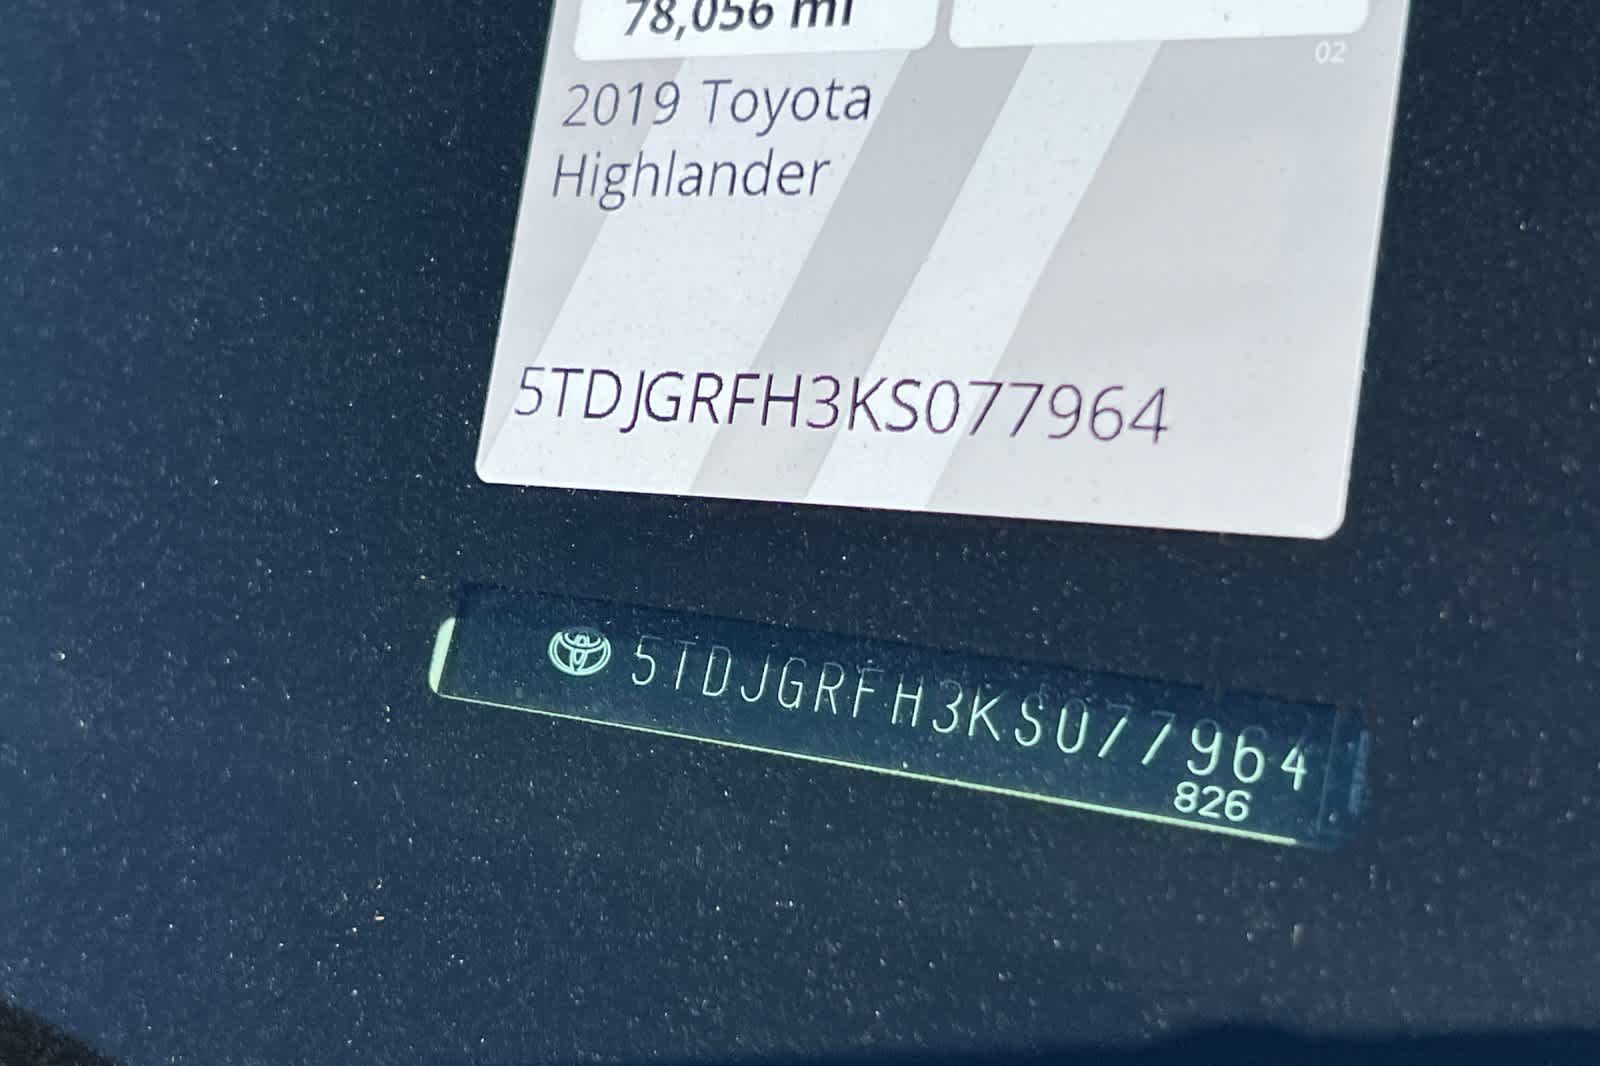 78,056 mi
02
2019 Toyota
Highlander
5TDJGRFH3KS077964
5TDJGRFH3KS077964
826